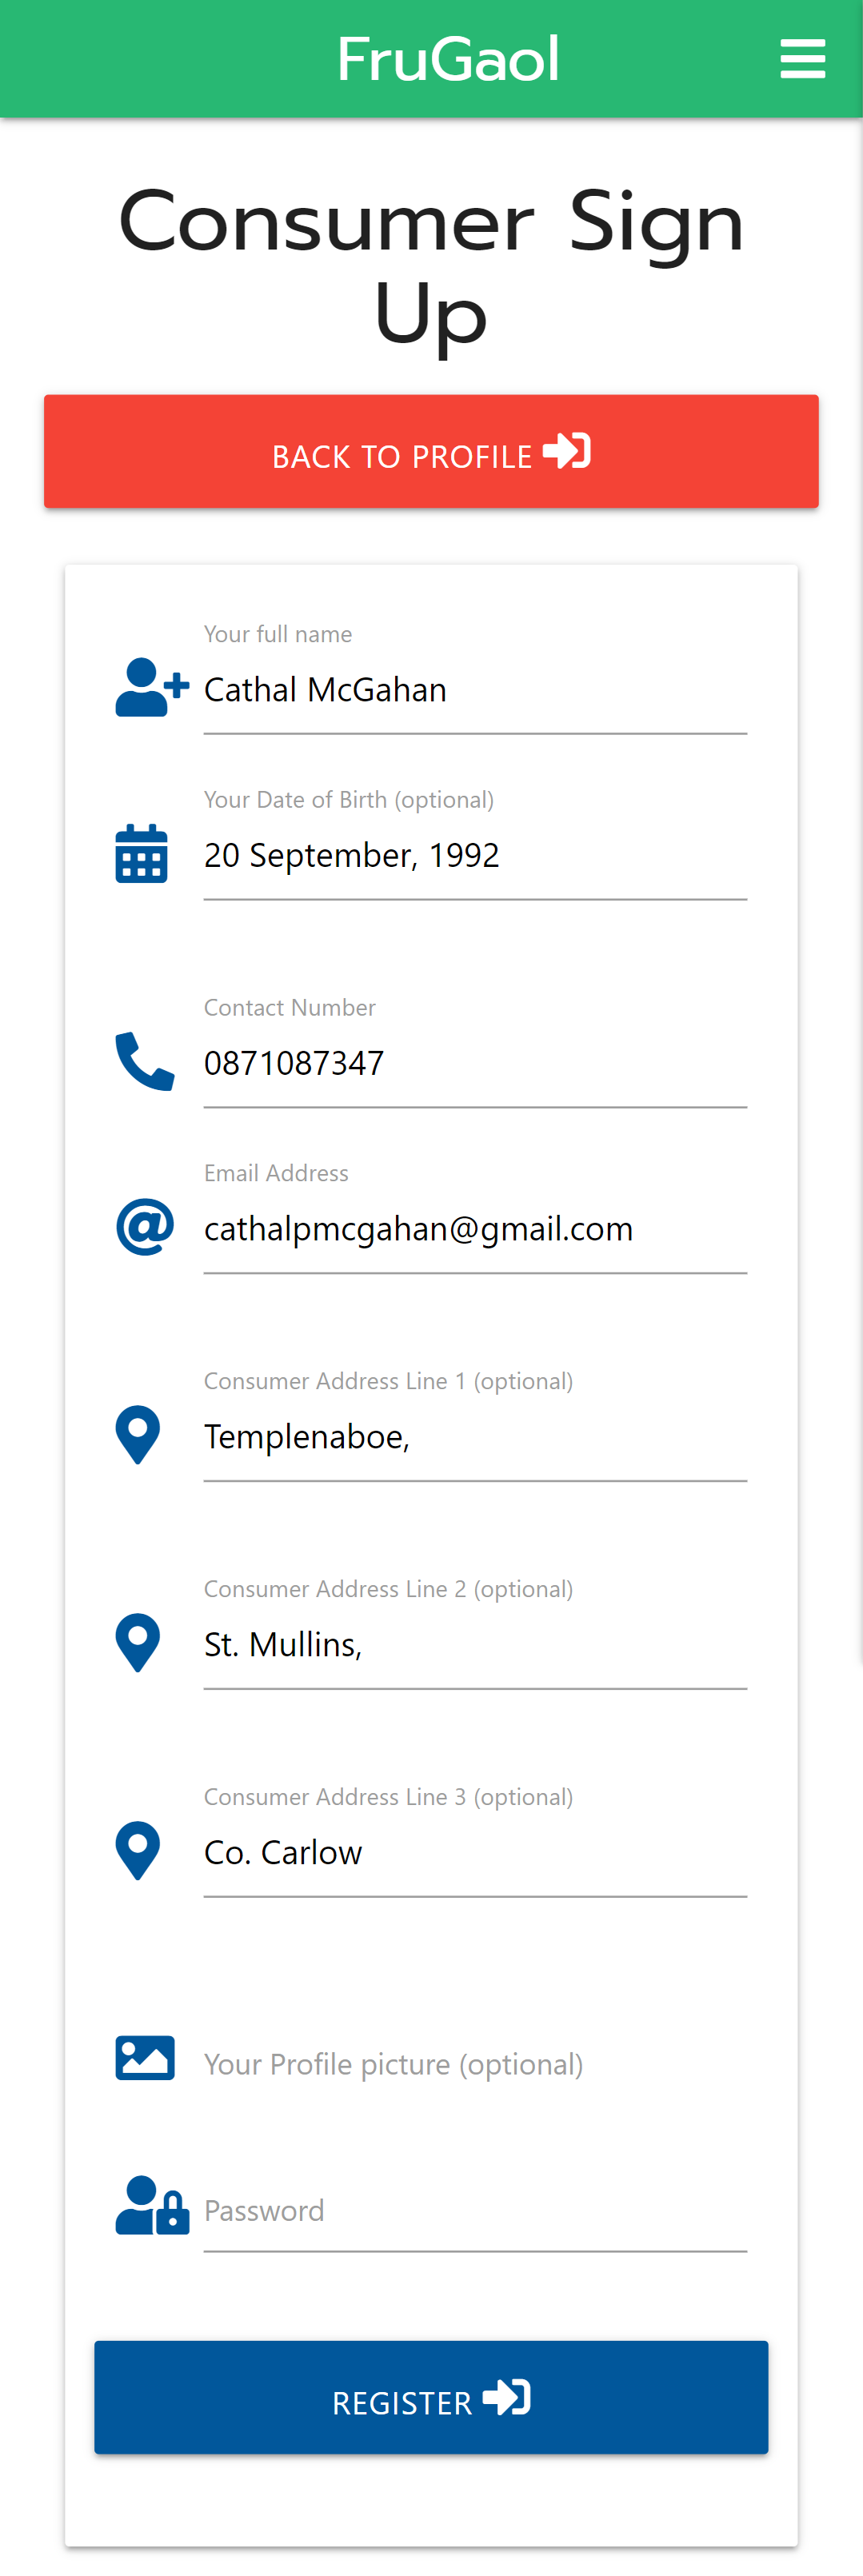 FruGaol
Consumer Sign
Up
BACK TO PROFILE
Your full name
Cathal McGahan
Your Date of Birth (optional)
20 September, 1992
Contact Number
0871087347
Email Address
cathalpmcgahan@gmail.com
Consumer Address Line 1 (optional)
Templenaboe,
Consumer Address Line 2 (optional)
St. Mullins,
Consumer Address Line 3 (optional)
Co. Carlow
Your Profile picture (optional)
Password
REGISTER